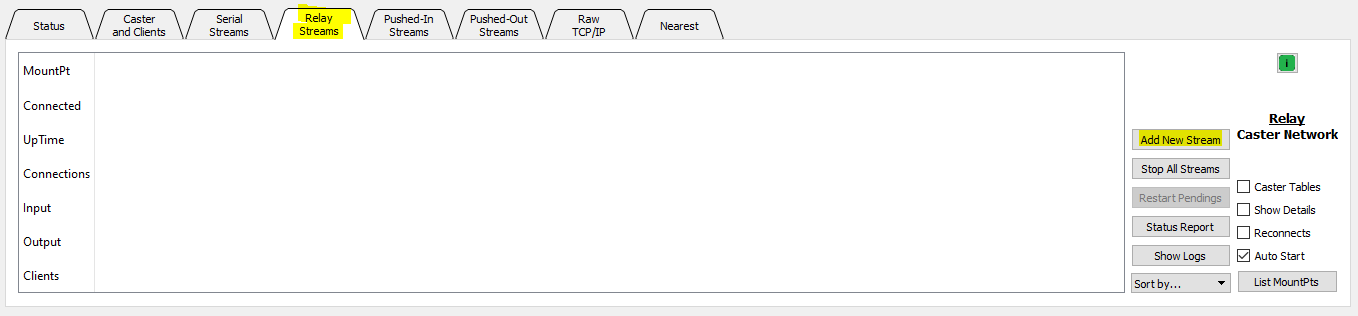 Status
Caster
and Clients
Serial
Streams
Relay
Streams
Pushed-In
Streams
Pushed-Out
Streams
Raw
TCP/IP
Nearest
MountPt
Connected
UpTime
Connections
Input
Output
Clients
Add New Stream
Stop All Streams
Restart Pendings
Status Report
Show Logs
Sort by...
i
Relay
Caster Network
Caster Tables
Show Details
Reconnects
Auto Start
List MountPts